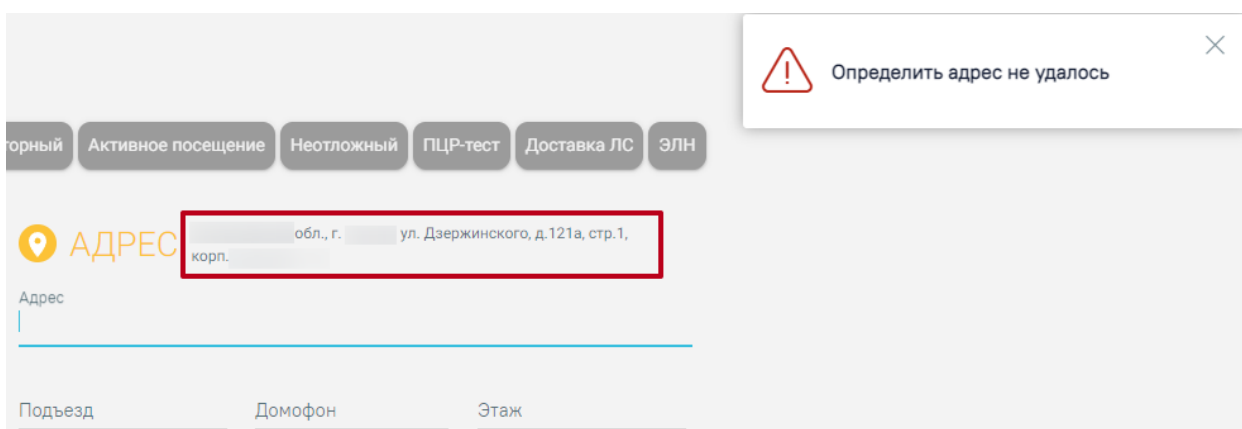 Определить адрес не удалось
торный Активное посещение Неотложный ПЦР-тест Доставка ЛС ЭЛН
АДРЕС
обл., г. ул. Дзержинского, д.121а, стр.1,
корп.
Адрес
Подъезд Домофон Этаж